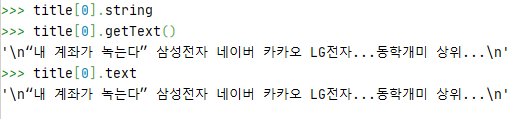 >>> title[0].string
>>> title[0].getText()
'\n“내 계좌가 녹는다” 삼성전자 네이버 카카오 LG전자...동학개미 상위...\n'
>>> title[0].text
'\n“내 계좌가 녹는다” 삼성전자 네이버 카카오 LG전자...동학개미 상위...\n'